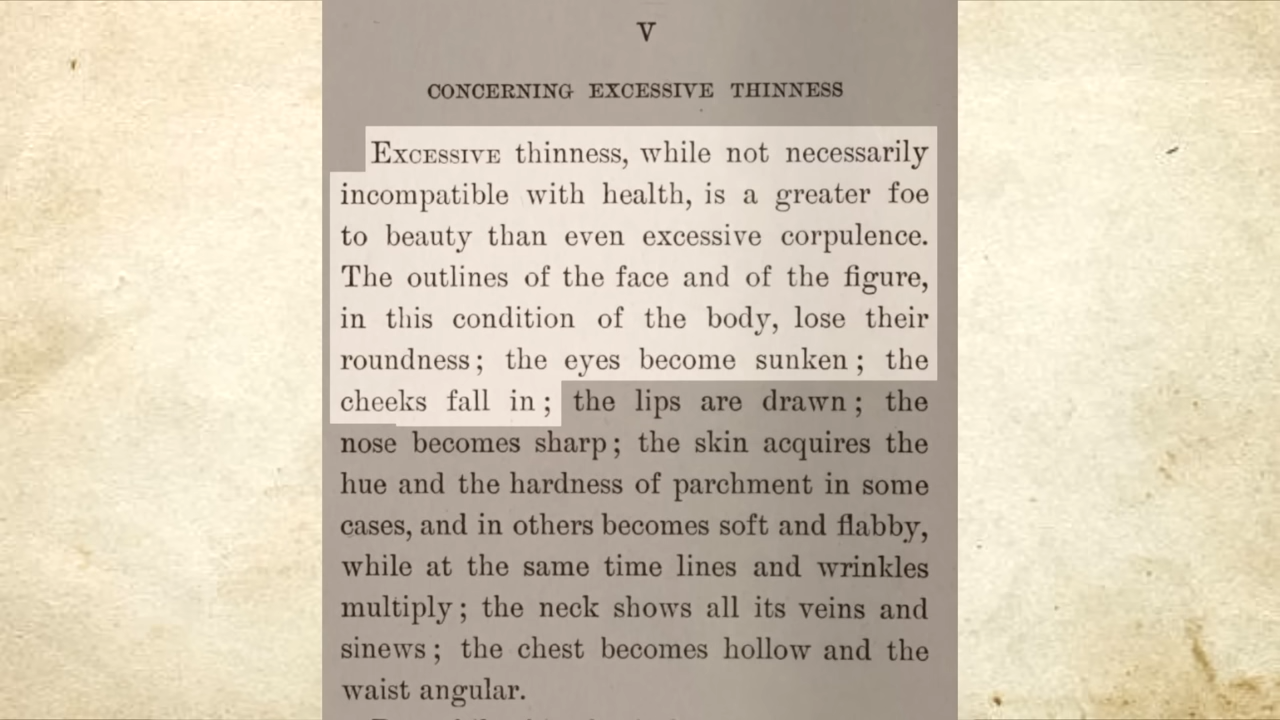 V
CONCERNING EXCESSIVE THINNESS
EXCESSIVE thinness, while not necessarily
incompatible with health, is a greater foe
to beauty than even excessive corpulence.
The outlines of the face and of the figure,
in this condition of the body, lose their
roundness; the eyes become sunken; the
cheeks fall in; the lips are drawn; the
nose becomes sharp; the skin acquires the
hue and the hardness of parchment in some
cases, and in others becomes soft and flabby,
while at the same time lines and wrinkles
multiply; the neck shows all its veins and
sinews; the chest becomes hollow and the
waist angular.